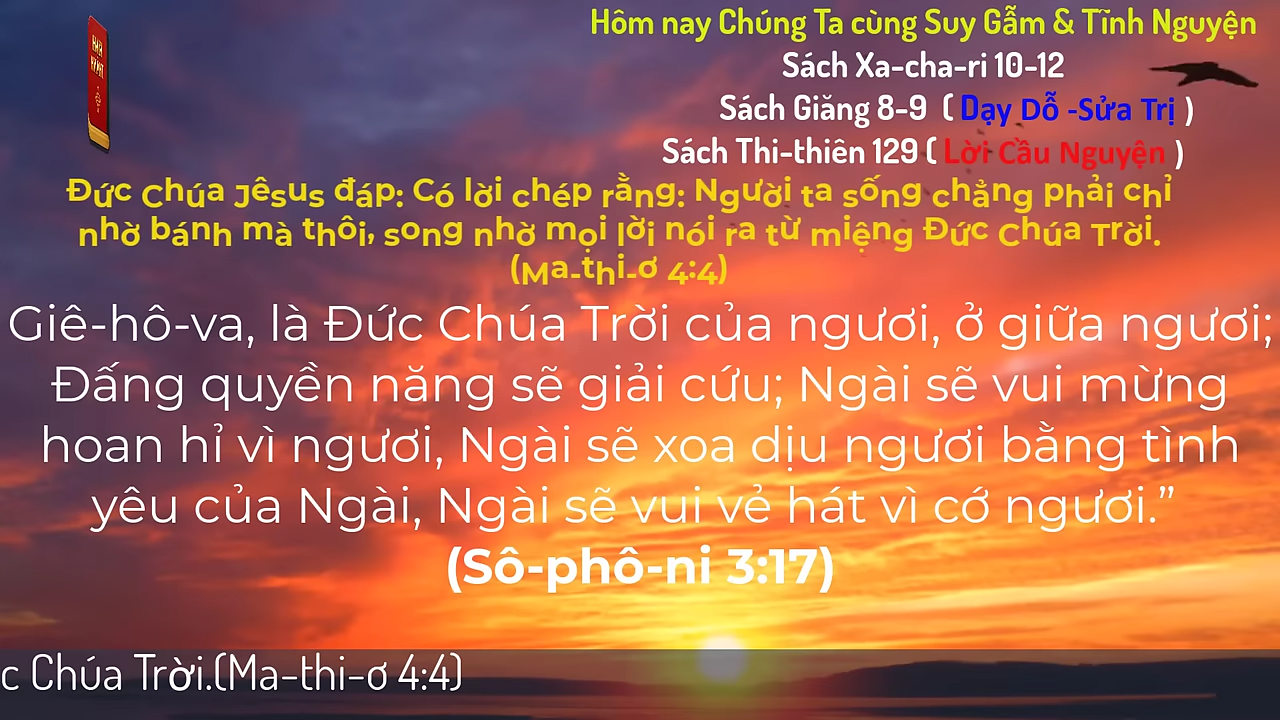 Hôm nay Chúng Ta cùng Suy Gẫm & Tĩnh Nguyện
Sách Xa-cha-ri 10-12
Sách Giăng 8-9 ( Dạy Dỗ -Sửa Trị )
Sách Thi-thiên 129 ( Lời Cầu Nguyện )
Đức Chúa Jêsus đáp: Có lời chép rằng: Người ta sống chẳng phải chỉ
nhờ bánh mà thôi, song nhờ mọi lời nói ra từ miệng Đức Chúa Trời.
(Ma-thi-ơ 4:4)
Giê-hô-va, là Đức Chúa Trời của ngươi, ở giữa ngươi;
Đấng quyền năng sẽ giải cứu; Ngài sẽ vui mừng
hoan hỉ vì ngươi, Ngài sẽ xoa dịu ngươi bằng tình
yêu của Ngài, Ngài sẽ vui vẻ hát vì cớ ngươi.”
(Sô-phô-ni 3:17)
c Chúa Trời.(Ma-thi-ơ 4:4)